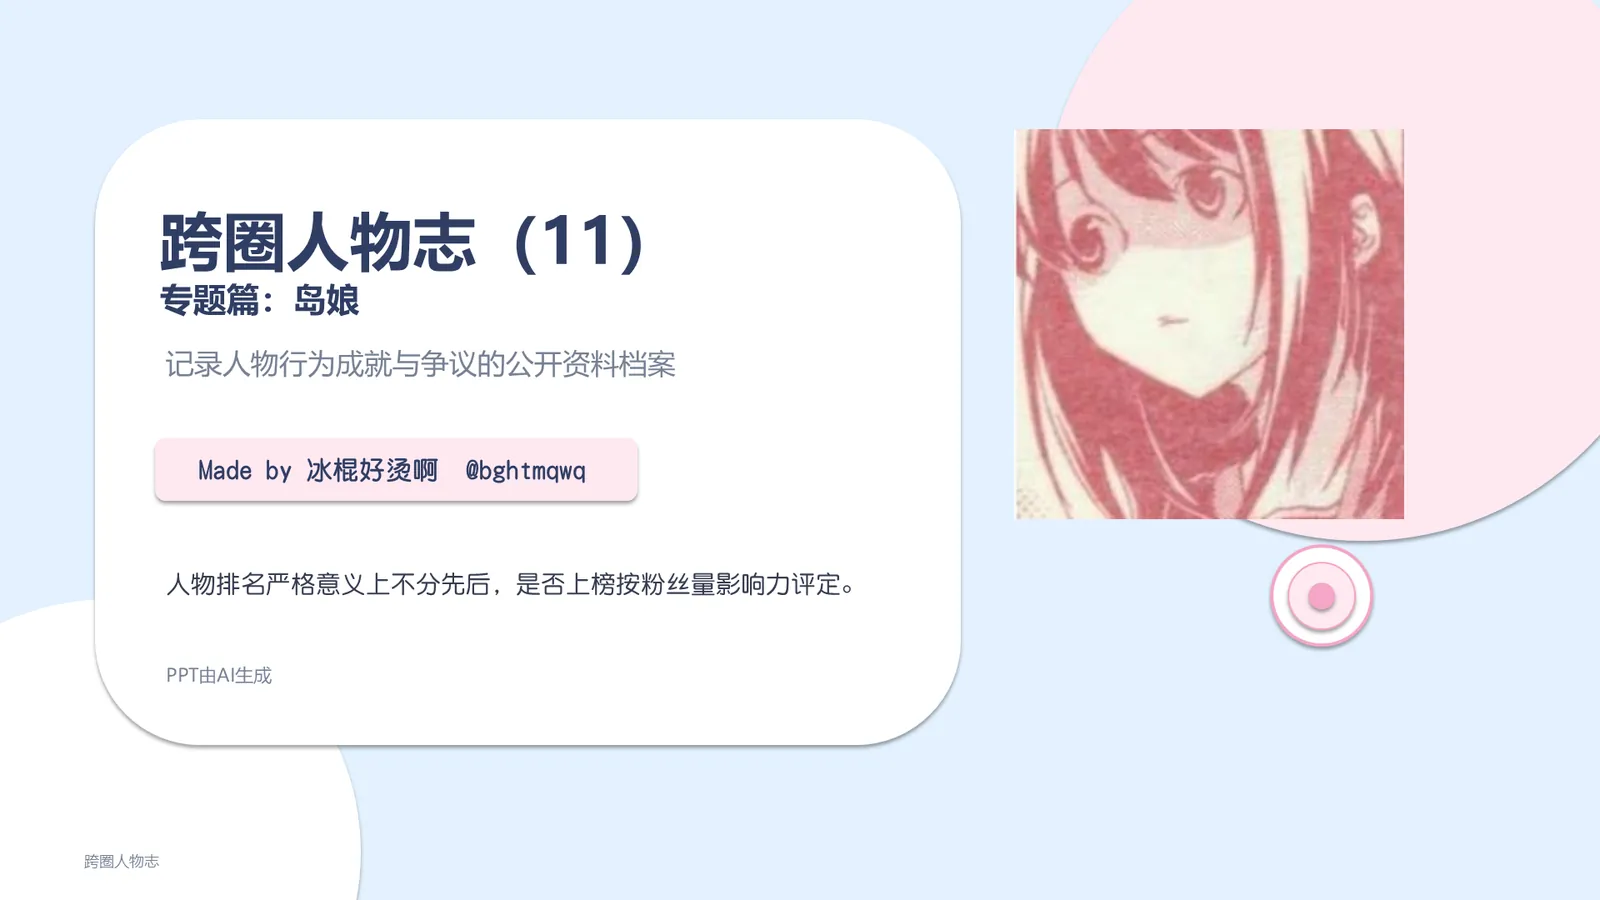 跨圈人物志（11）
专题篇：岛娘
记录人物行为成就与争议的公开资料档案
Made by 冰棍好烫啊 @bghtmqwq
人物排名严格意义上不分先后，是否上榜按粉丝量影响力评定。
PPT由AI生成
跨圈人物志